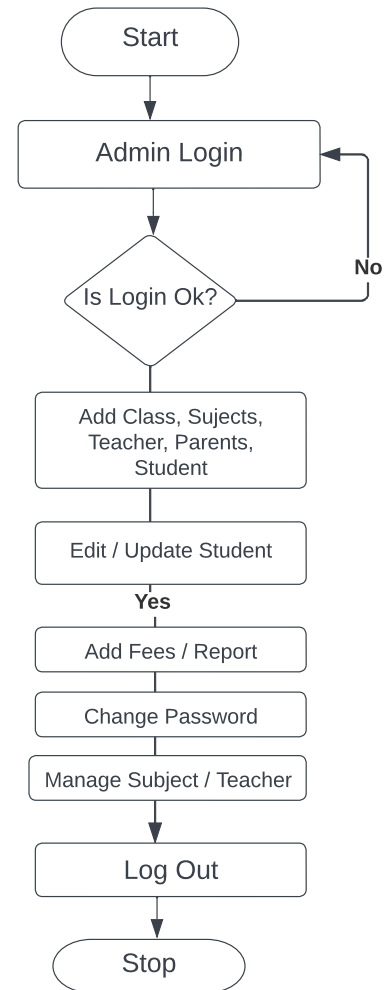 Start
Admin Login
Is Login Ok?
No
Add Class, Sujects,
Teacher, Parents,
Student
Edit / Update Student
Yes
Add Fees / Report
Change Password
Manage Subject / Teacher
Log Out
Stop